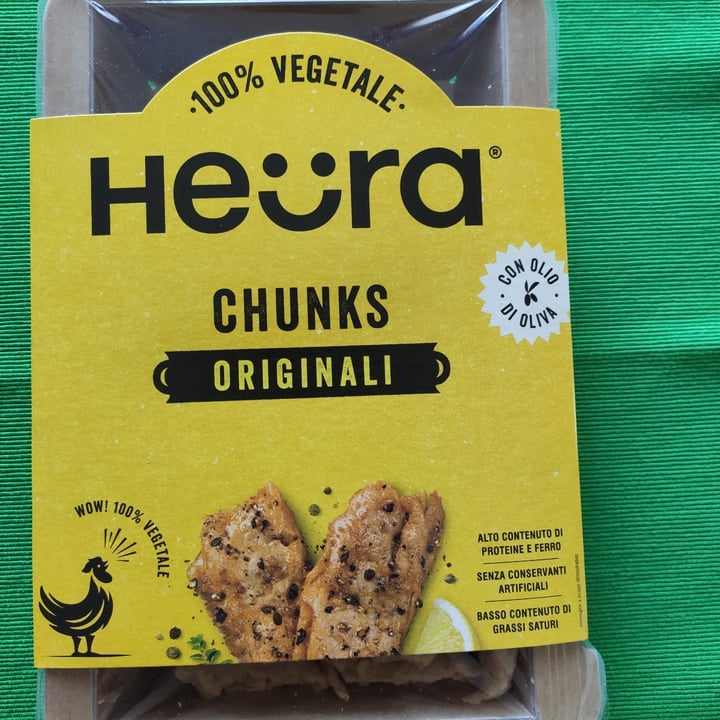 ·100% VEGETALE·
Heüra®
CHUNKS
ORIGINALI
CON OLIO
DI OLIVA
WOW! 100% VEGETALE
ALTO CONTENUTO DI
PROTEINE E FERRO
SENZA CONSERVANTI
ARTIFICIALI
BASSO CONTENUTO DI
GRASSI SATURI